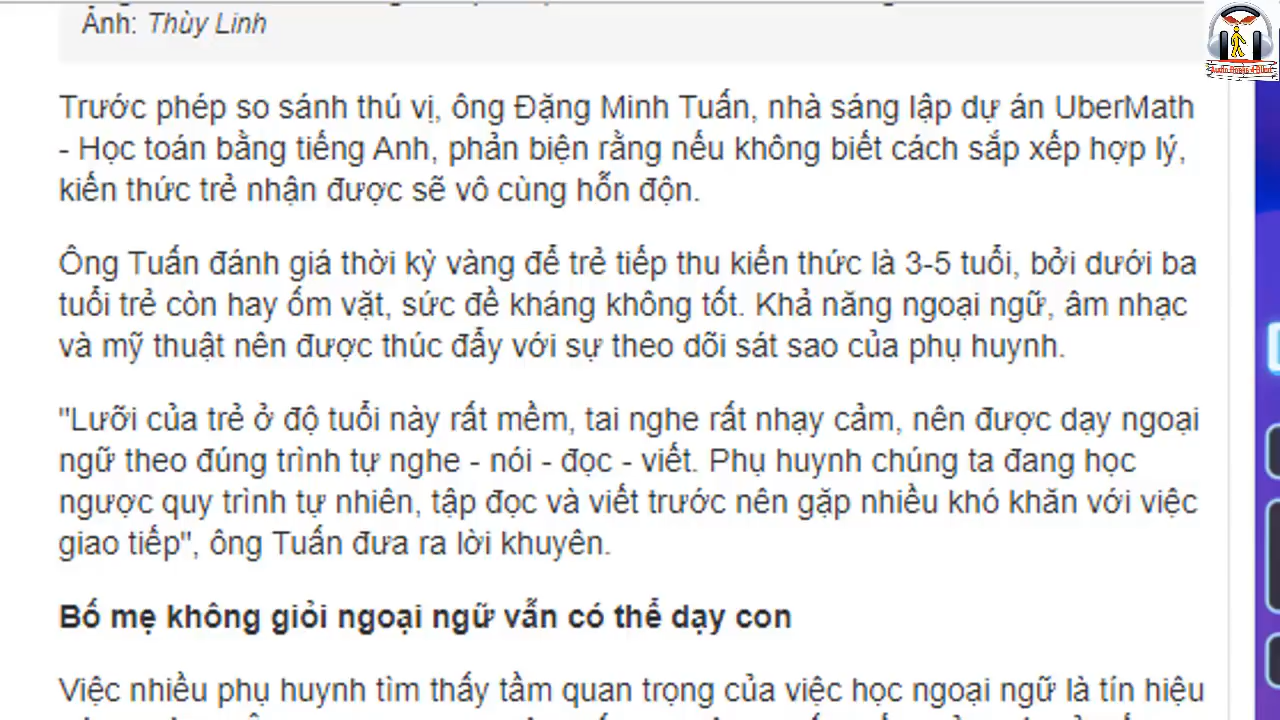 Ảnh: Thùy Linh
Trước phép so sánh thú vị, ông Đặng Minh Tuấn, nhà sáng lập dự án UberMath
- Học toán bằng tiếng Anh, phản biện rằng nếu không biết cách sắp xếp hợp lý,
kiến thức trẻ nhận được sẽ vô cùng hỗn độn.
Ông Tuấn đánh giá thời kỳ vàng để trẻ tiếp thu kiến thức là 3-5 tuổi, bởi dưới ba
tuổi trẻ còn hay ốm vặt, sức đề kháng không tốt. Khả năng ngoại ngữ, âm nhạc
và mỹ thuật nên được thúc đẩy với sự theo dõi sát sao của phụ huynh.
"Lưỡi của trẻ ở độ tuổi này rất mềm, tai nghe rất nhạy cảm, nên được dạy ngoại
ngữ theo đúng trình tự nghe - nói - đọc - viết. Phụ huynh chúng ta đang học
ngược quy trình tự nhiên, tập đọc và viết trước nên gặp nhiều khó khăn với việc
giao tiếp", ông Tuấn đưa ra lời khuyên.
Bố mẹ không giỏi ngoại ngữ vẫn có thể dạy con
Việc nhiều phụ huynh tìm thấy tầm quan trọng của việc học ngoại ngữ là tín hiệu